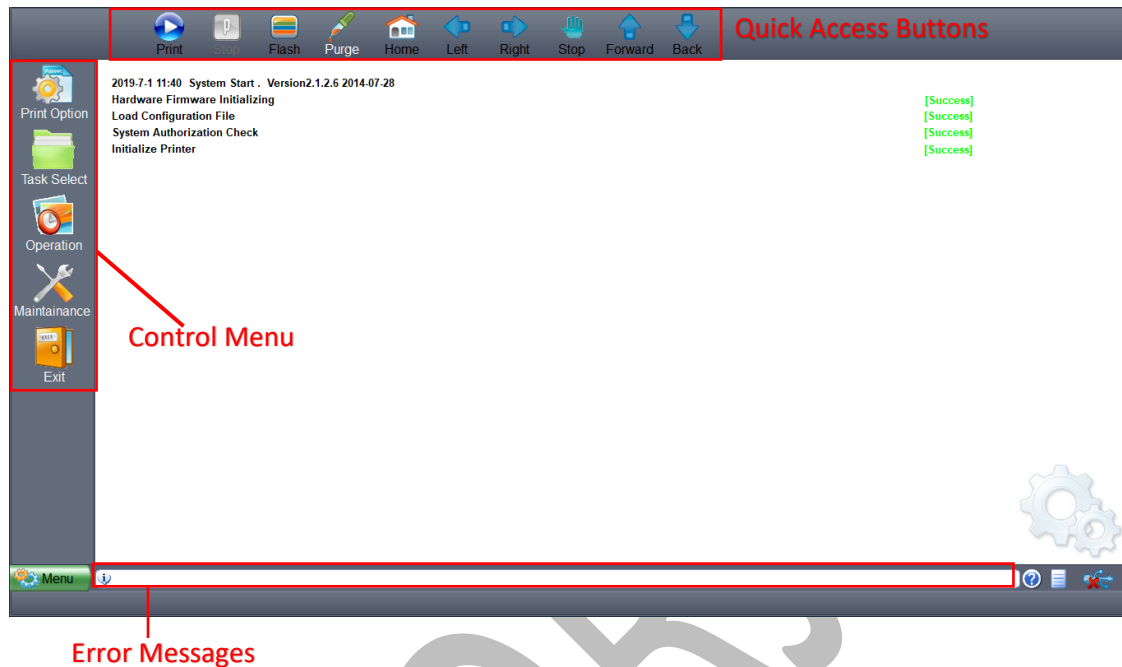 Quick Access Buttons
Print Stop Flash Purge Home Left Right Stop Forward Back
2019-7-1 11:40 System Start . Version2.1.2.6 2014-07-28
Hardware Firmware Initializing [Success]
Load Configuration File [Success]
System Authorization Check [Success]
Initialize Printer [Success]
Print Option
Task Select
Operation
Maintainance
EXIT
Exit
Control Menu
Menu
Error Messages